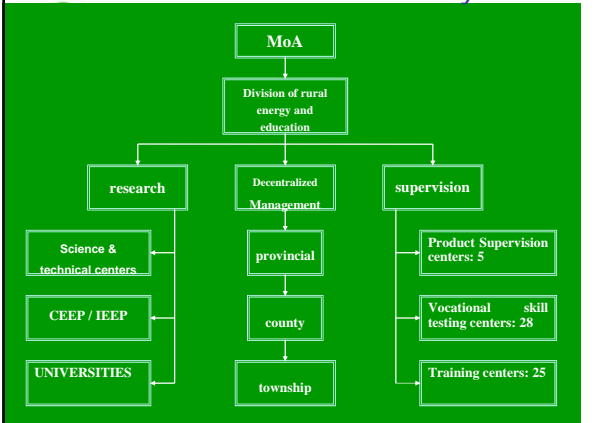 MoA
Division of rural
energy and
education
research
Decentralized
Management
supervision
Science &
technical centers
provincial
Product Supervision
centers: 5
CEEP / IEEP
county
Vocational skill
testing centers: 28
UNIVERSITIES
township
Training centers: 25